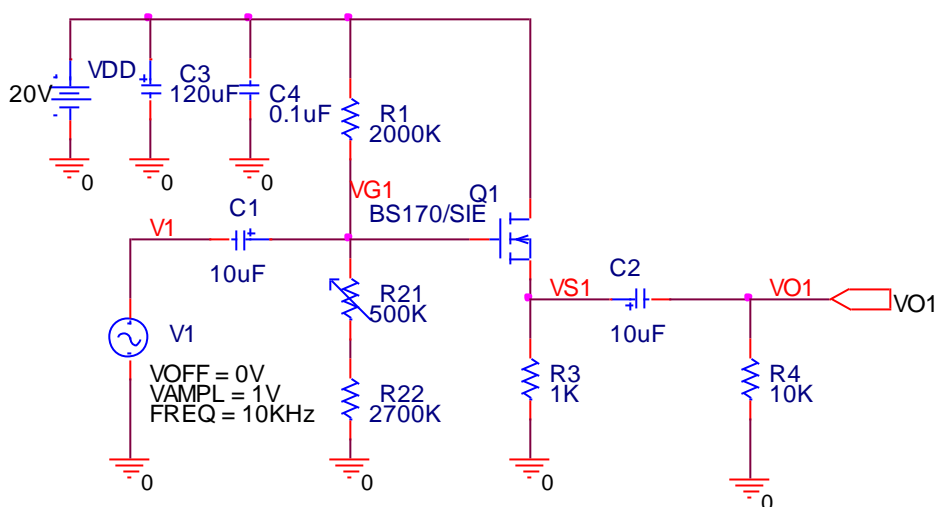 VDD
20V
C3
120uF
C4
0.1uF
R1
2000K
0
0
0
VG1
Q1
BS170/SIE
V1
C1
10uF
R21
500K
VS1
C2
10uF
VO1
VO1
V1
VOFF = 0V
VAMPL = 1V
FREQ = 10KHz
R22
2700K
R3
1K
R4
10K
0
0
0
0